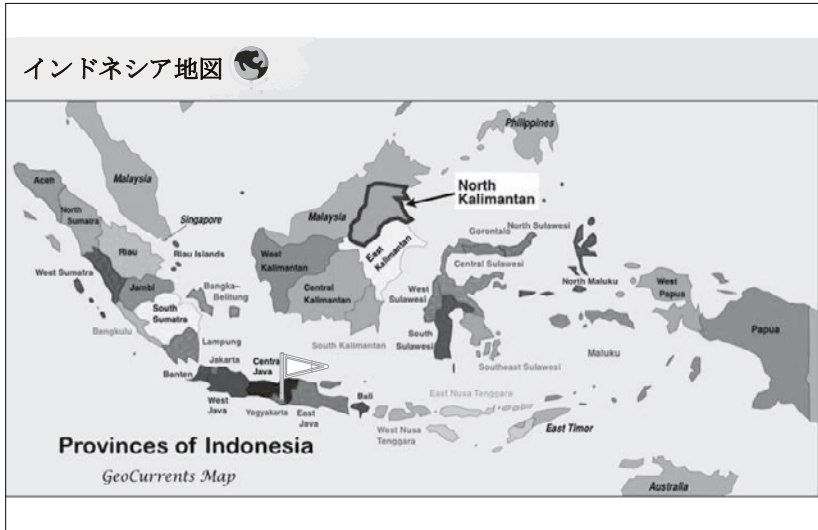 インドネシア地図
Philippines
Aceh
Malaysia
North
Sumatra
Singapore
North
Kalimantan
Malaysia
Riau
Riau Islands
West
Kalimantan
East
Kalimantan
Gorontalo
North Sulawesi
Central Sulawesi
West Sumatra
Jambi
Bangka-
Belitung
Central
Kalimantan
West
Sulawesi
North Maluku
West
Papua
South
Sumatra
Bengkulu
Lampung
South Kalimantan
South
Sulawesi
Papua
Jakarta
Central
Java
Southeast Sulawesi
Maluku
Banten
West
Java
Yogyakarta
East
Java
Bali
East Nusa Tenggara
West Nusa
Tenggara
East Timor
Provinces of Indonesia
GeoCurrents Map
Australia